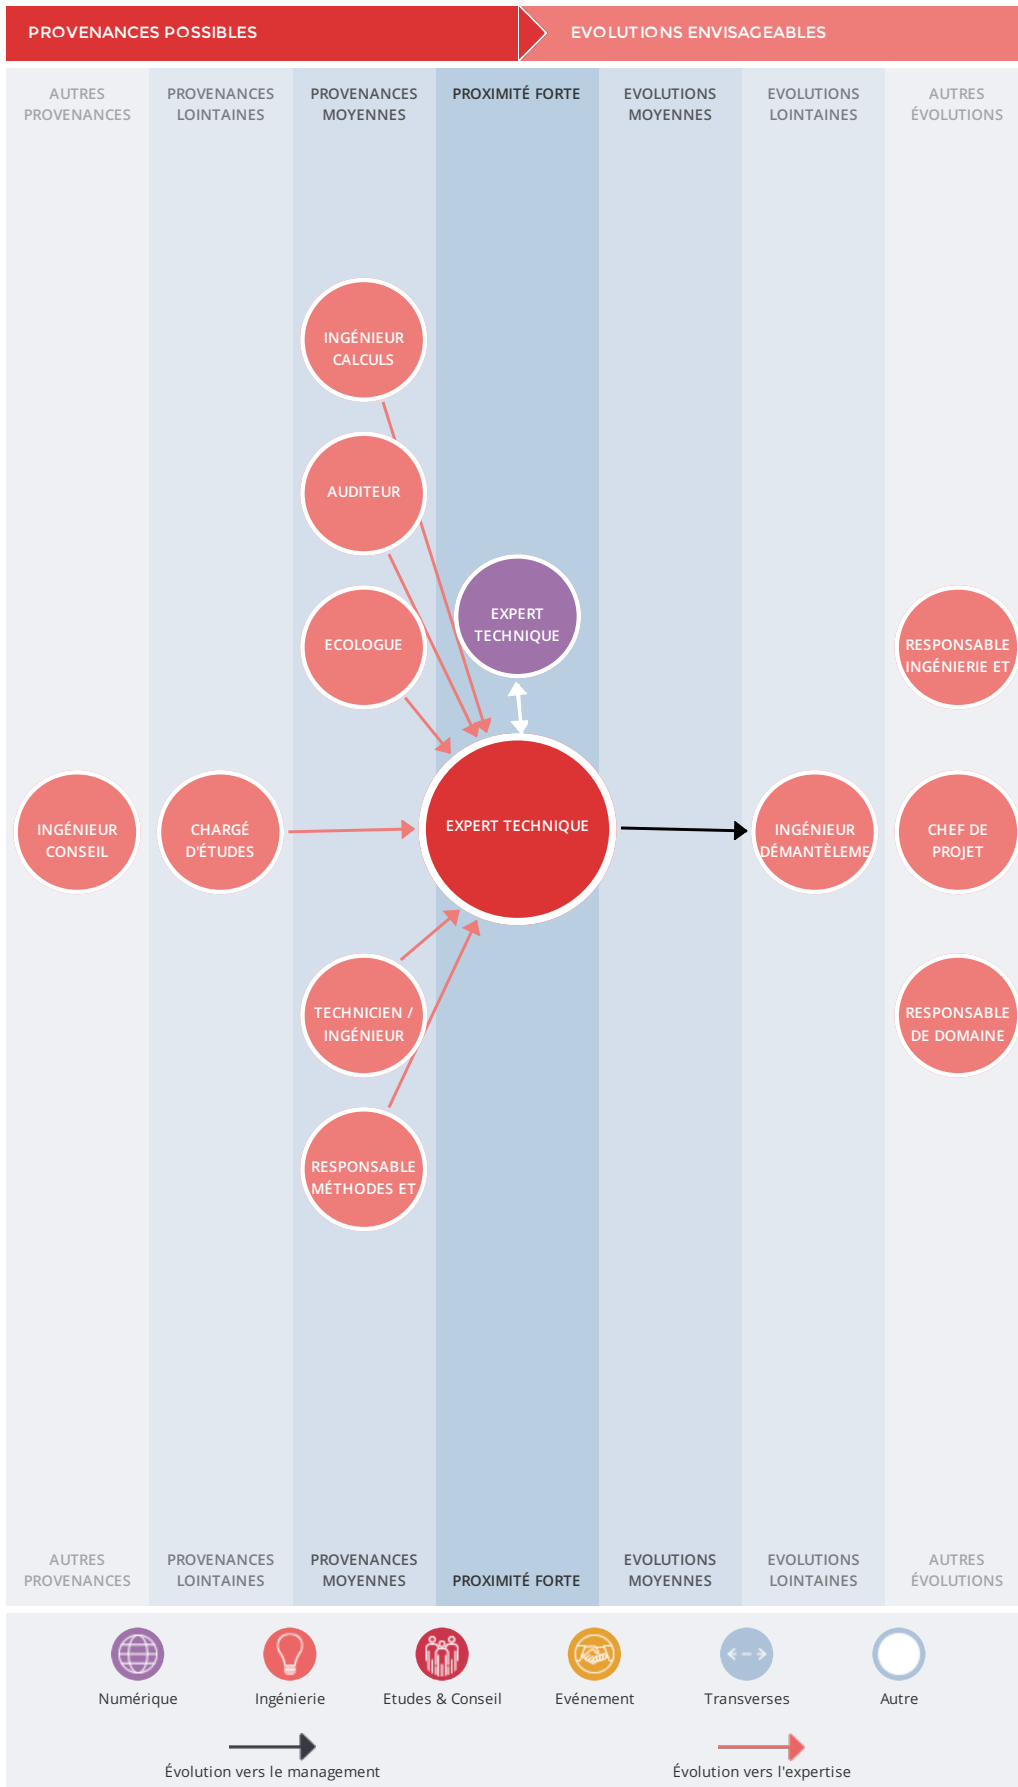 PROVENANCES POSSIBLES
EVOLUTIONS ENVISAGEABLES
AUTRES
PROVENANCES
PROVENANCES
LOINTAINES
PROVENANCES
MOYENNES
PROXIMITÉ FORTE
EVOLUTIONS
MOYENNES
EVOLUTIONS
LOINTAINES
AUTRES
ÉVOLUTIONS
INGÉNIEUR
CALCULS
AUDITEUR
ECOLOGUE
EXPERT
TECHNIQUE
RESPONSABLE
INGÉNIERIE ET
INGÉNIEUR
CONSEIL
CHARGÉ
D'ÉTUDES
EXPERT TECHNIQUE
INGÉNIEUR
DÉMANTÈLEME
CHEF DE
PROJET
TECHNICIEN /
INGÉNIEUR
RESPONSABLE
DE DOMAINE
RESPONSABLE
MÉTHODES ET
AUTRES
PROVENANCES
PROVENANCES
LOINTAINES
PROVENANCES
MOYENNES
PROXIMITÉ FORTE
EVOLUTIONS
MOYENNES
EVOLUTIONS
LOINTAINES
AUTRES
ÉVOLUTIONS
Numérique
Ingénierie
Etudes & Conseil
Evénement
Transverses
Autre
Évolution vers le management
Évolution vers l'expertise